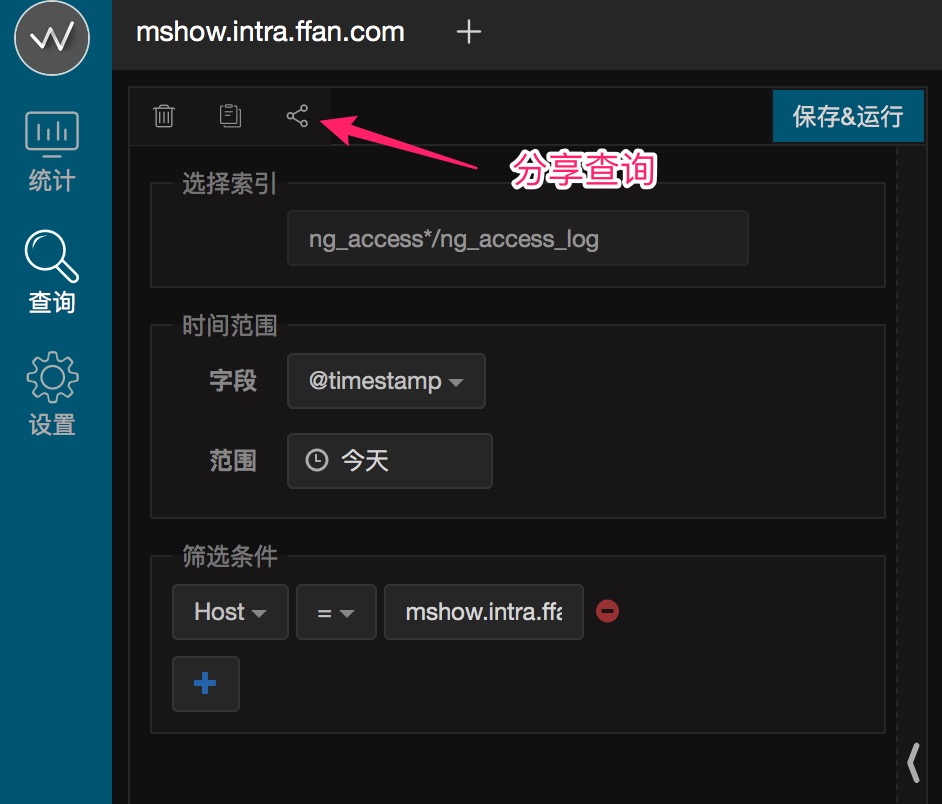 mshow.intra.ffan.com
统计
查询
设置
保存&运行
分享查询
选择索引
ng_access*/ng_access_log
时间范围
字段 @timestamp
范围 今天
筛选条件
Host = mshow.intra.ffa